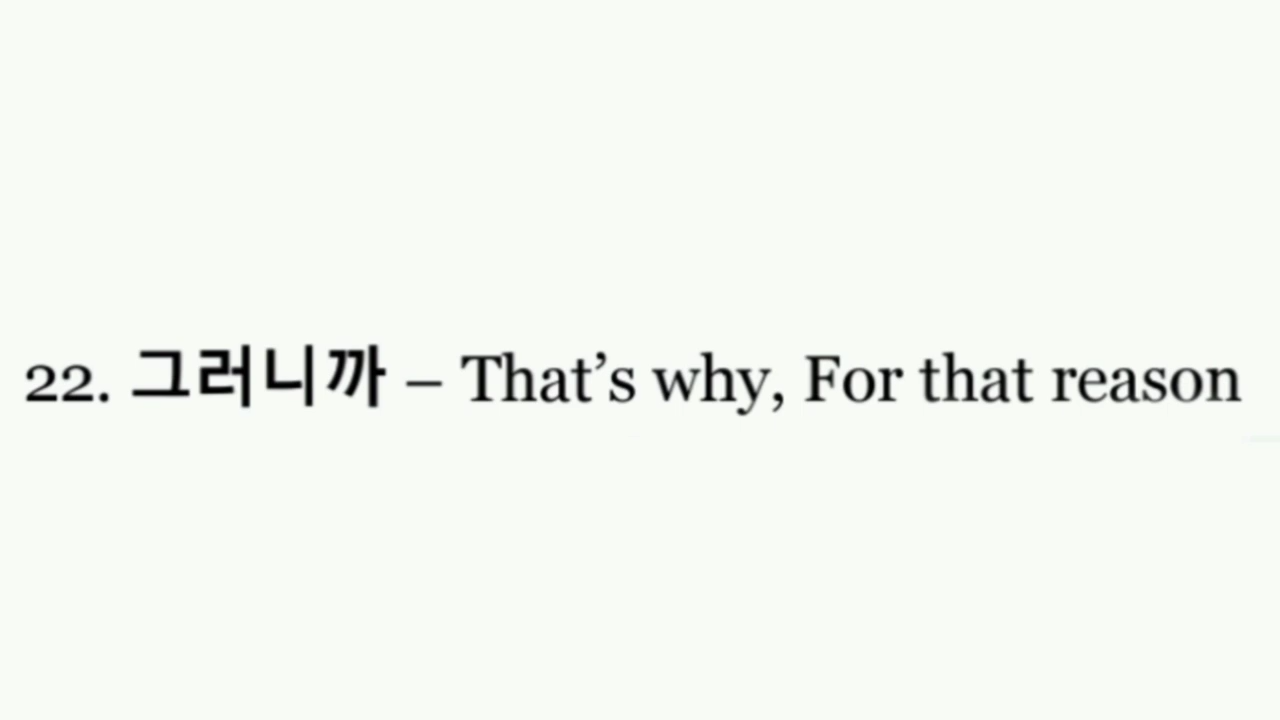 22. 그러니까 – That’s why, For that reason